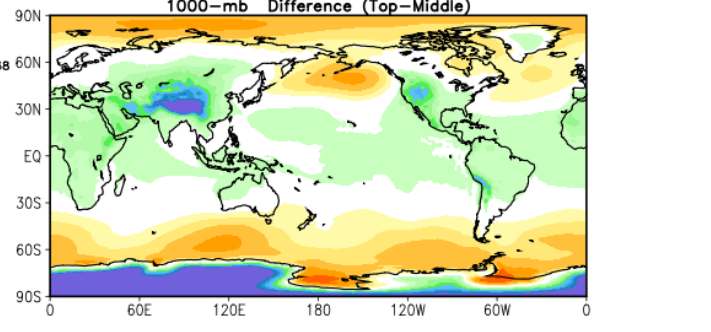 1000-mb Difference (Top-Middle)
90N
60N
30N
EQ
30S
60S
90S
0 60E 120E 180 120W 60W 0